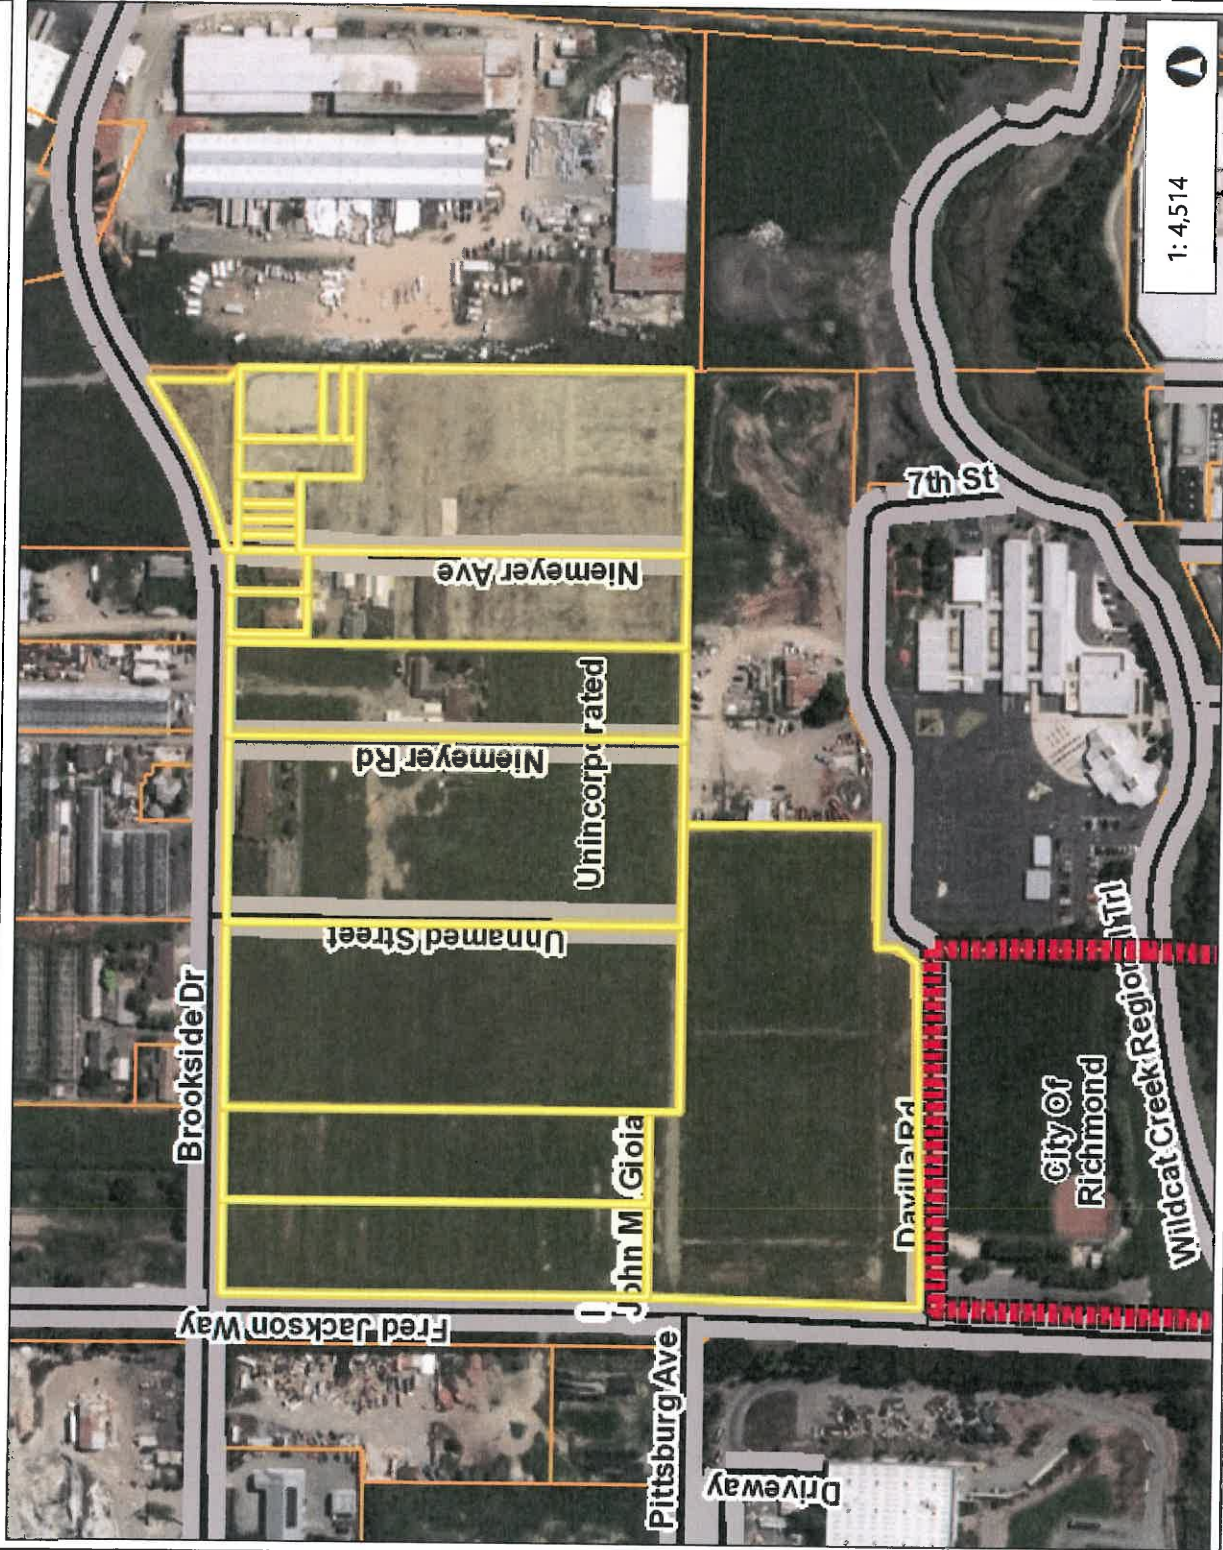 Brookside Dr
Fred Jackson Way
Niemeyer Ave
Niemeyer Rd
Unnamed Street
Unincorporated
7th St
I
John M. Gioia
Pittsburg Ave
Davilla Rd
Driveway
City Of
Richmond
Wildcat Creek Regional Trl
1: 4,514